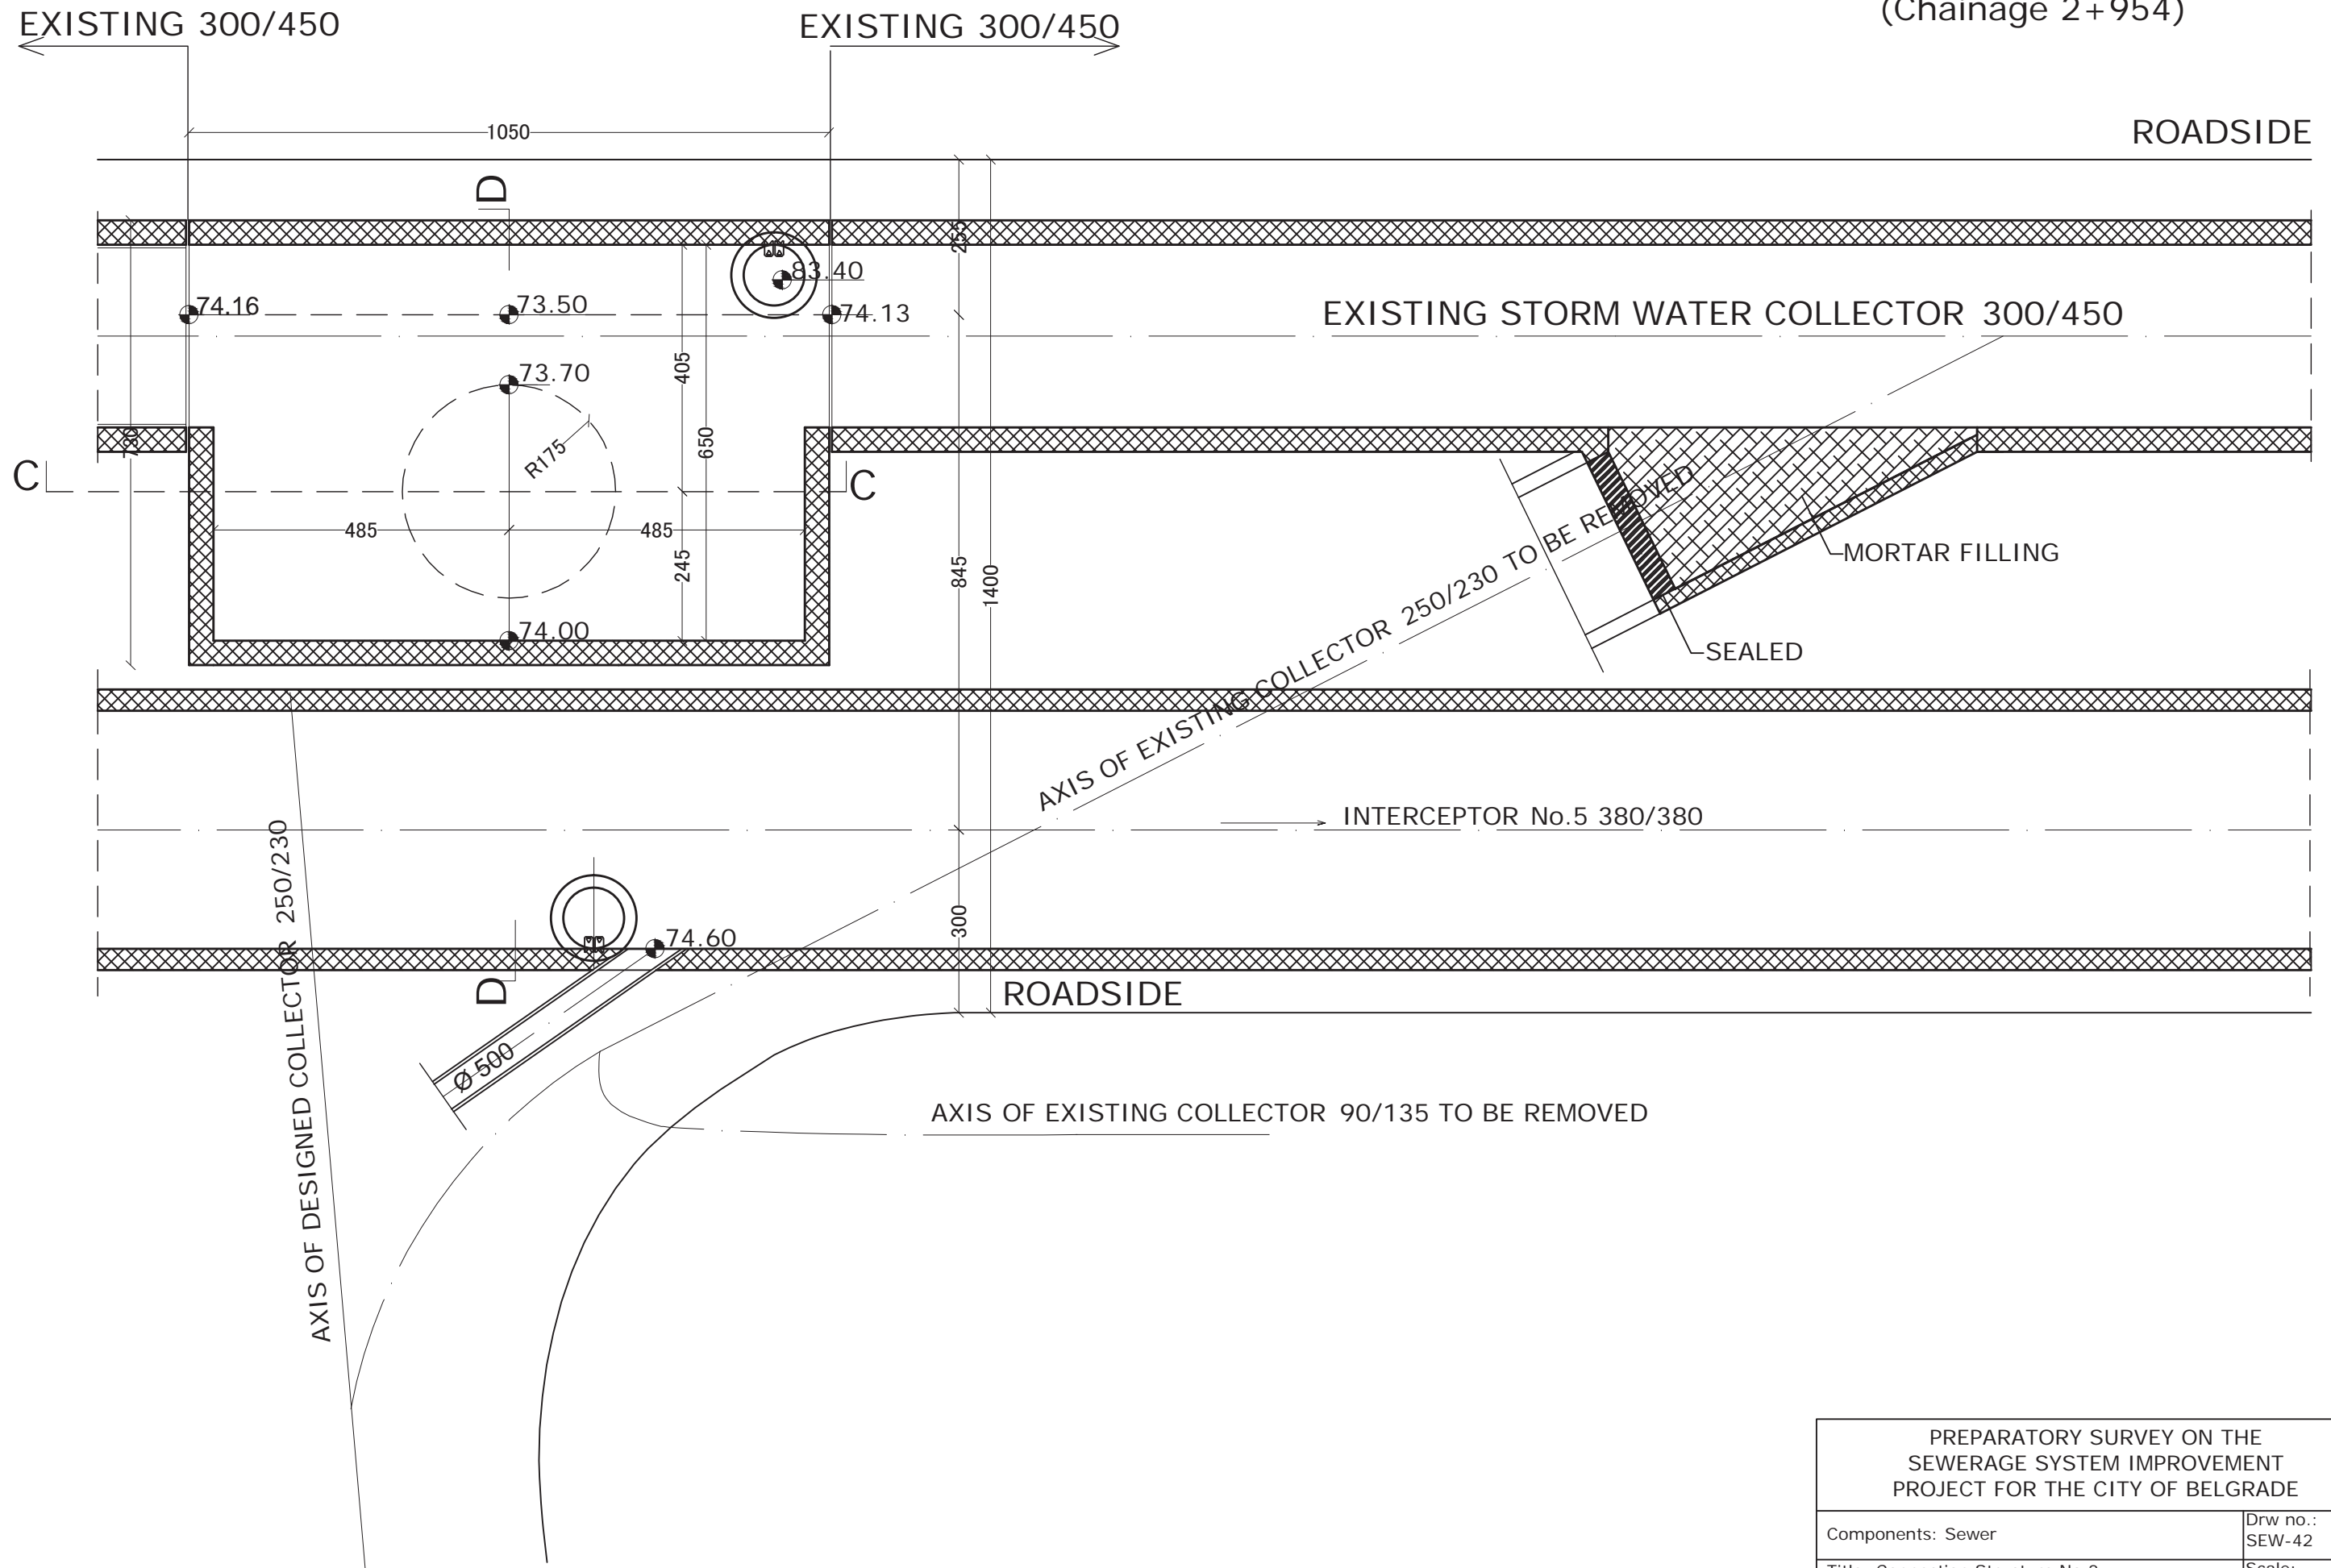 (Chainage 2+954)
EXISTING 300/450
EXISTING 300/450
1050
ROADSIDE
D
255
83.40
74.16
73.50
74.13
EXISTING STORM WATER COLLECTOR 300/450
73.70
405
650
780
R175
C
C
485
485
245
845
1400
MORTAR FILLING
74.00
SEALED
AXIS OF EXISTING COLLECTOR 250/230 TO BE REMOVED
INTERCEPTOR No.5 380/380
AXIS OF DESIGNED COLLECTOR 250/230
300
74.60
D
ROADSIDE
Ø 500
AXIS OF EXISTING COLLECTOR 90/135 TO BE REMOVED
PREPARATORY SURVEY ON THE
SEWERAGE SYSTEM IMPROVEMENT
PROJECT FOR THE CITY OF BELGRADE
Components: Sewer
Drw no.:
SEW-42